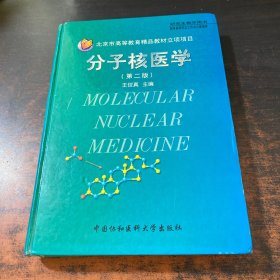 北京市高等教育精品教材立项项目
分子核医学
(第二版)
王世真 主编
MOLECULAR
NUCLEAR
MEDICINE
中国协和医科大学出版社